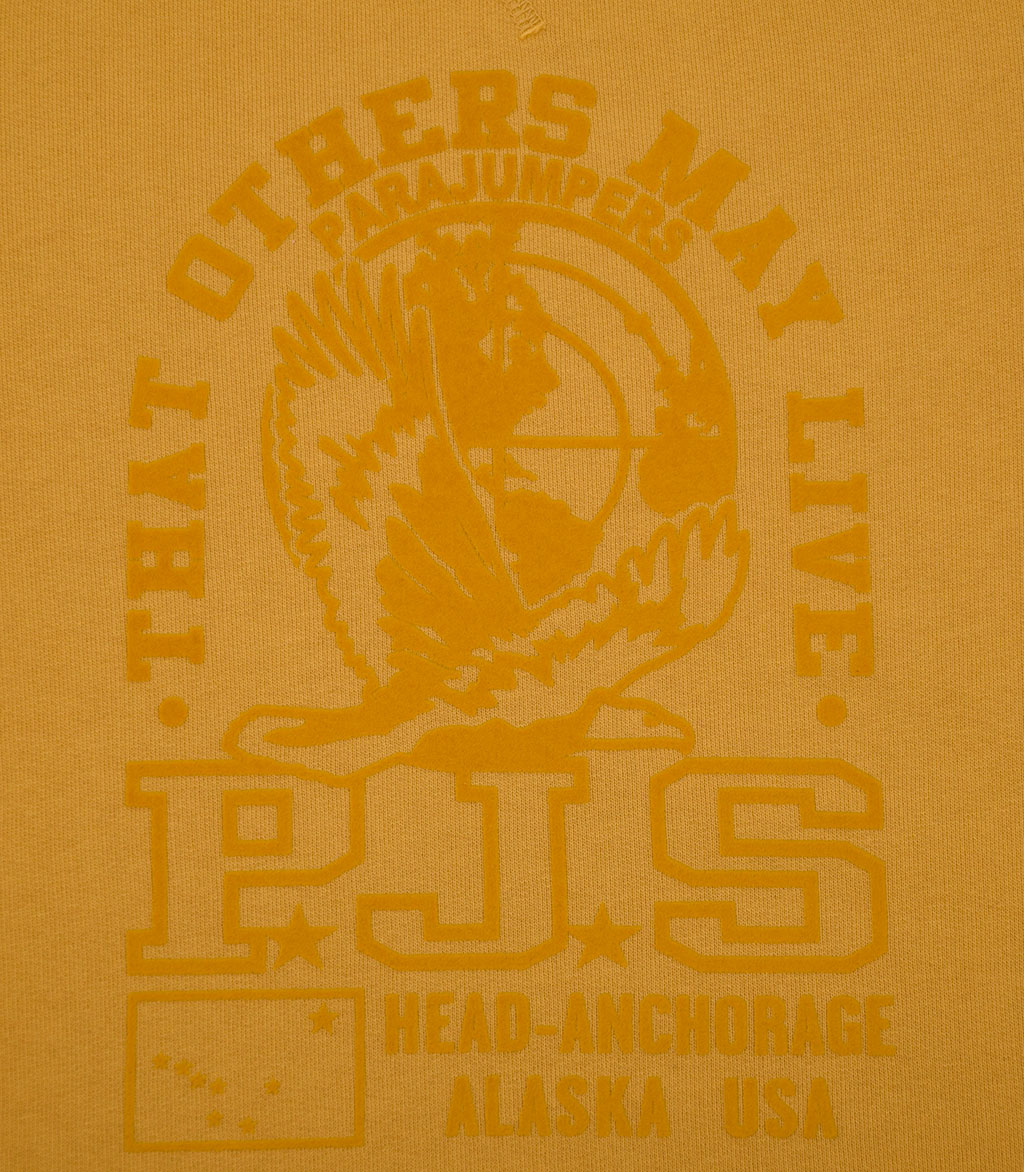 • THAT OTHERS MAY LIVE •
PARAJUMPERS
P★J★S
HEAD-ANCHORAGE
ALASKA USA